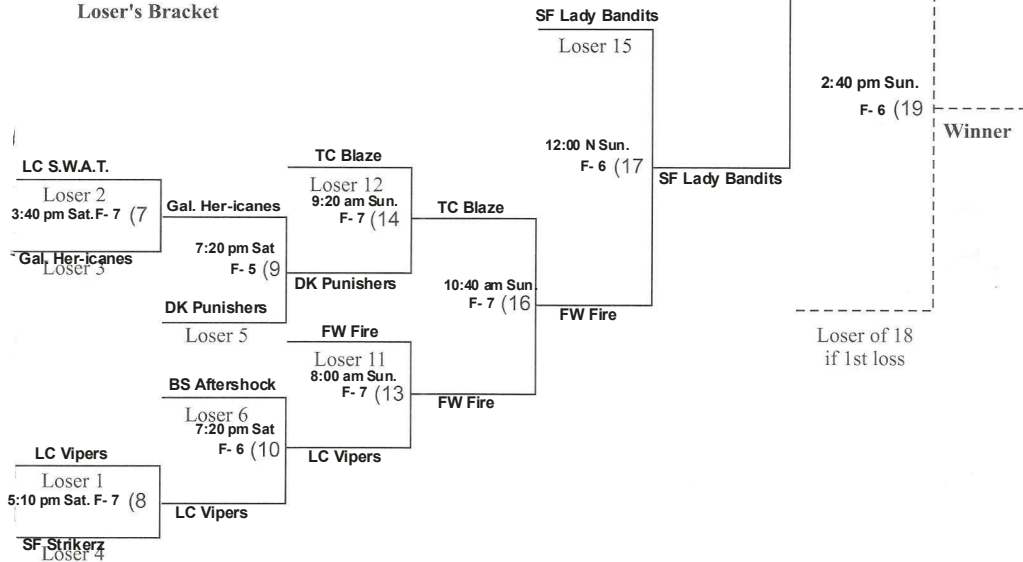 Loser's Bracket
SF Lady Bandits
Loser 15
2:40 pm Sun.
F- 6 (19
Winner
12:00 N Sun.
F- 6 (17
SF Lady Bandits
TC Blaze
Loser 12
9:20 am Sun.
F- 7 (14
TC Blaze
LC S.W.A.T.
Loser 2
3:40 pm Sat. F- 7 (7
Gal. Her-icanes
Gal. Her-icanes
Loser 3
7:20 pm Sat
F- 5 (9
DK Punishers
DK Punishers
Loser 5
10:40 am Sun
F- 7 (16
FW Fire
FW Fire
Loser 11
8:00 am Sun.
F- 7 (13
FW Fire
Loser of 18
if 1st loss
BS Aftershock
Loser 6
7:20 pm Sat
F- 6 (10
LC Vipers
LC Vipers
Loser 1
5:10 pm Sat. F- 7 (8
LC Vipers
SF Strikerz
Loser 4